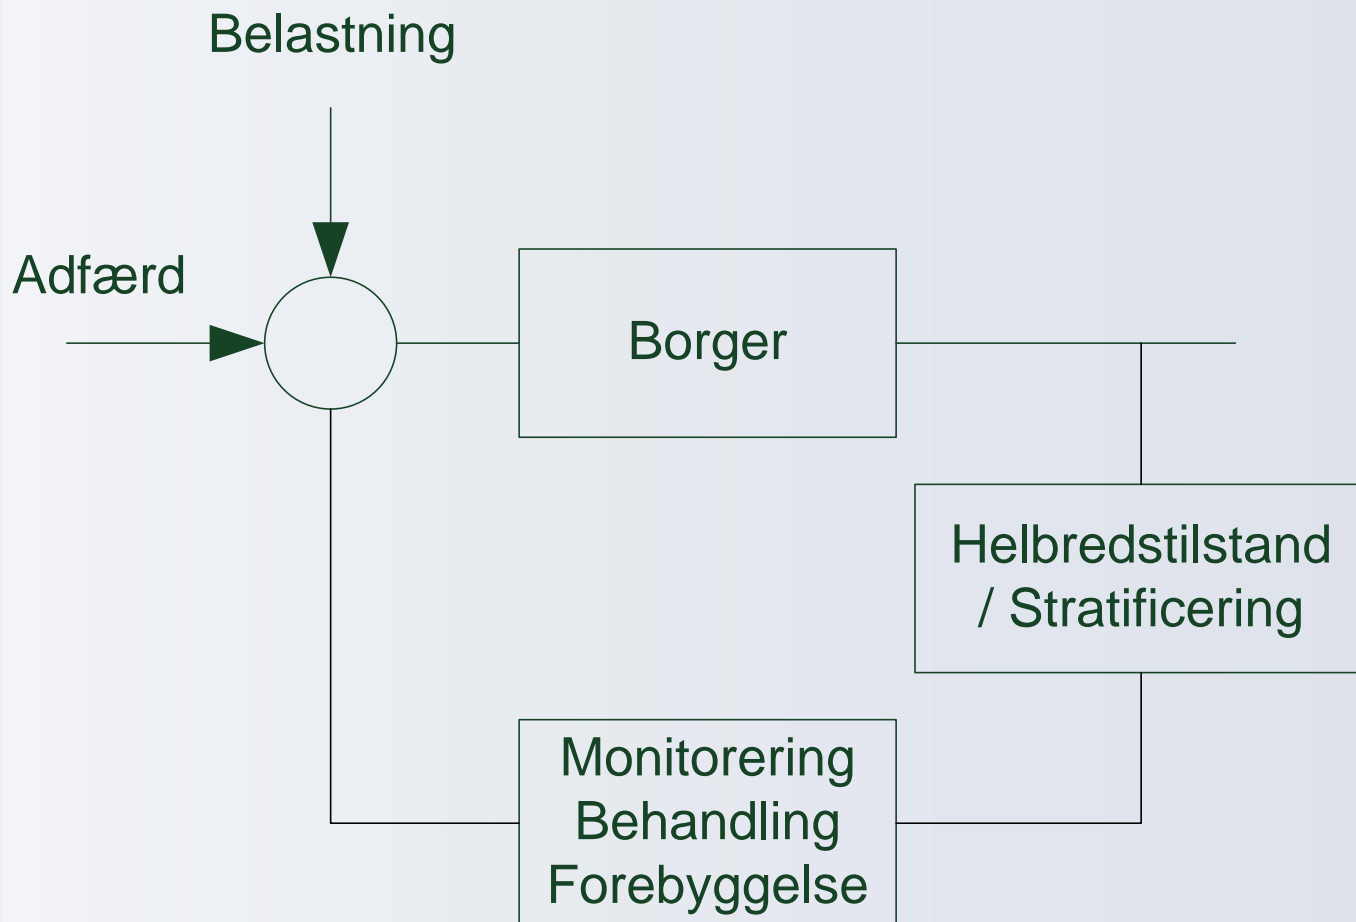 Belastning
Adfærd
Borger
Helbredstilstand
/ Stratificering
Monitorering
Behandling
Forebyggelse